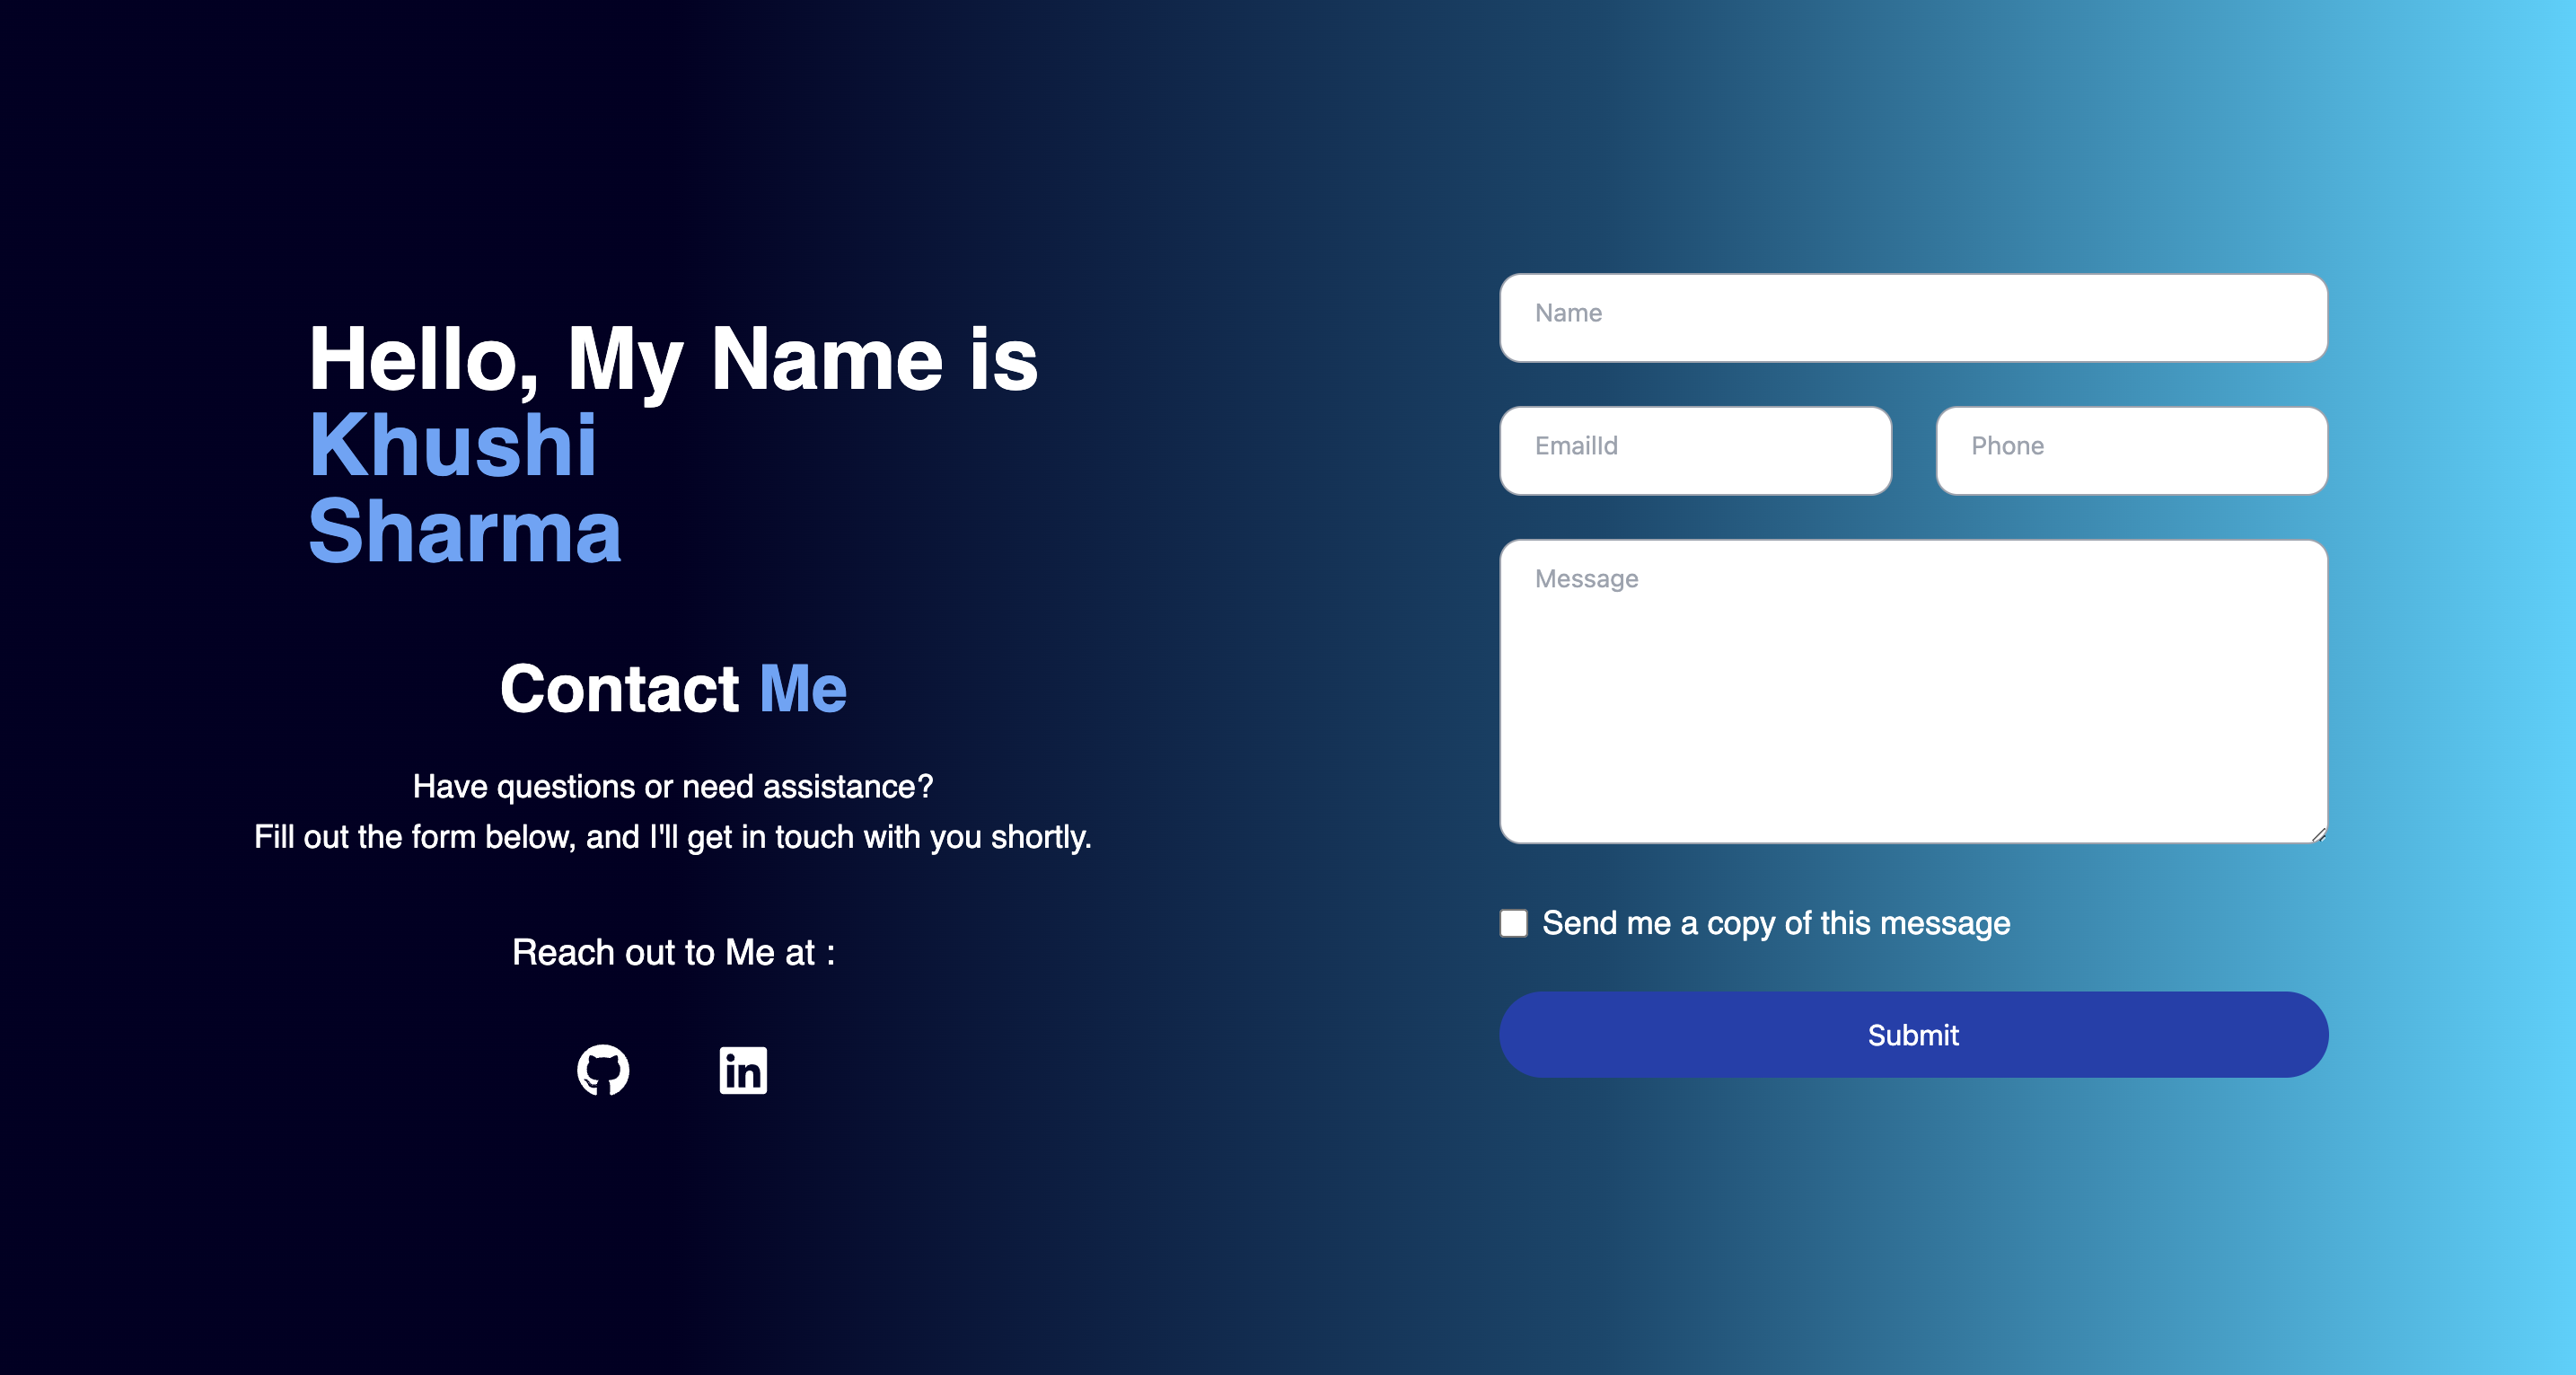 Hello, My Name is
Khushi
Sharma
Contact Me
Have questions or need assistance?
Fill out the form below, and I'll get in touch with you shortly.
Reach out to Me at :
in
Name
EmailId
Phone
Message
Send me a copy of this message
Submit